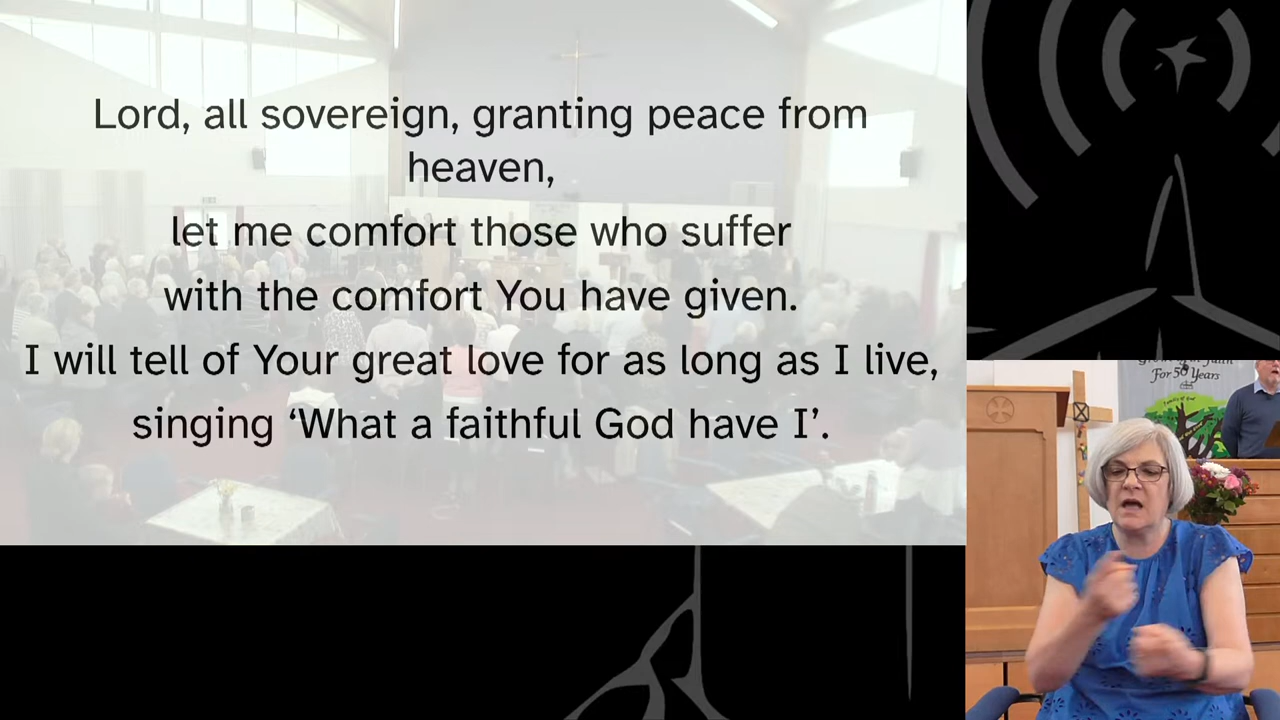 Lord, all sovereign, granting peace from
heaven,
let me comfort those who suffer
with the comfort You have given.
I will tell of Your great love for as long as I live,
singing ‘What a faithful God have I’.
For 50 Years